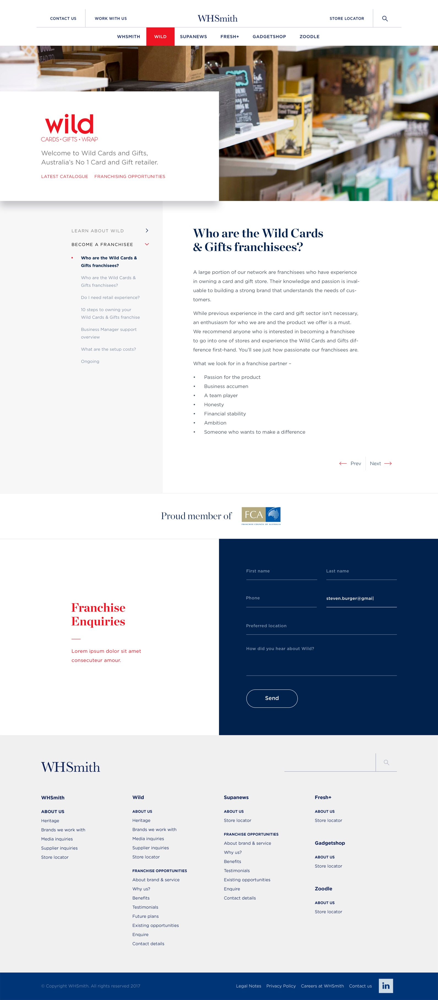 CONTACT US
WORK WITH US
WHSmith
STORE LOCATOR
WHSMITH
WILD
SUPANEWS
FRESH+
GADGETSHOP
ZOODLE
wild
CARDS • GIFTS • WRAP
Welcome to Wild Cards and Gifts,
Australia's No 1 Card and Gift retailer.
LATEST CATALOGUE
FRANCHISING OPPORTUNITIES
LEARN ABOUT WILD
BECOME A FRANCHISEE
Who are the Wild Cards &
Gifts franchisees?
Who are the Wild Cards &
Gifts franchisees?
Do I need retail experience?
10 steps to owning your
Wild Cards & Gifts franchise
Business Manager support
overview
What are the setup costs?
Ongoing
Who are the Wild Cards
& Gifts franchisees?
A large portion of our network are franchisees who have experience
in owning a card and gift store. Their knowledge and passion is inval-
uable to building a strong brand that understands the needs of cus-
tomers.
While previous experience in the card and gift sector isn't necessary,
an enthusiasm for who we are and the product we offer is a must.
We recommend anyone who is interested in becoming a franchisee
to go into one of stores and experience the Wild Cards and Gifts dif-
ference first-hand. You'll see just how passionate our franchisees are.
What we look for in a franchise partner –
• Passion for the product
• Business accumen
• A team player
• Honesty
• Financial stability
• Ambition
• Someone who wants to make a difference
Prev
Next
Proud member of
FCA
FRANCHISE COUNCIL OF AUSTRALIA
Franchise
Enquiries
Lorem ipsum dolor sit amet
consecuteur amour.
First name
Last name
Phone
steven.burger@gmai|
Preferred location
How did you hear about Wild?
Send
WHSmith
WHSmith
ABOUT US
Heritage
Brands we work with
Media inquiries
Supplier inquiries
Store locator
Wild
ABOUT US
Heritage
Brands we work with
Media inquiries
Supplier inquiries
Store locator
FRANCHISE OPPORTUNITIES
About brand & service
Why us?
Benefits
Testimonials
Future plans
Existing opportunities
Enquire
Contact details
Supanews
ABOUT US
Store locator
FRANCHISE OPPORTUNITIES
About brand & service
Why us?
Benefits
Testimonials
Existing opportunities
Enquire
Contact details
Fresh+
ABOUT US
Store locator
Gadgetshop
ABOUT US
Store locator
Zoodle
ABOUT US
Store locator
© Copyright WHSmith. All rights reserved 2017
Legal Notes
Privacy Policy
Careers at WHSmith
Contact us
in